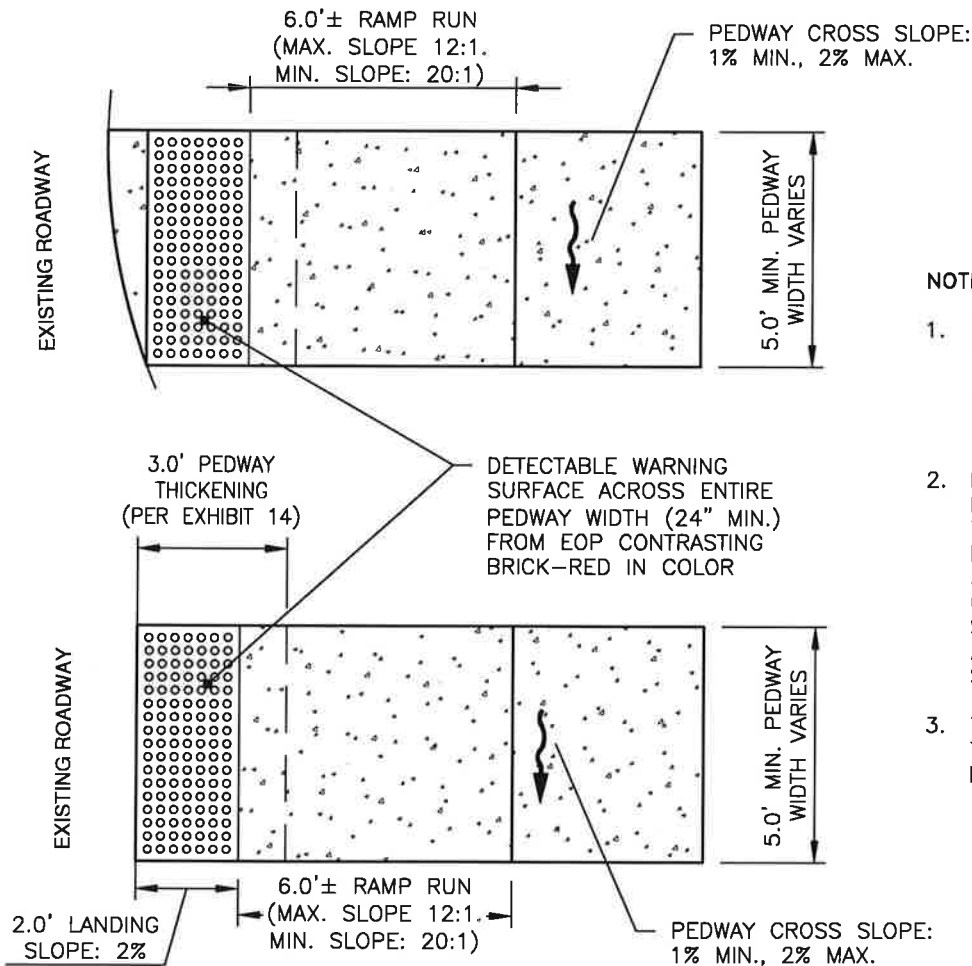 6.0'± RAMP RUN
(MAX. SLOPE 12:1.
MIN. SLOPE: 20:1)
PEDWAY CROSS SLOPE:
1% MIN., 2% MAX.
EXISTING ROADWAY
5.0' MIN. PEDWAY
WIDTH VARIES
1.
3.0' PEDWAY
THICKENING
(PER EXHIBIT 14)
DETECTABLE WARNING
SURFACE ACROSS ENTIRE
PEDWAY WIDTH (24" MIN.)
FROM EOP CONTRASTING
BRICK-RED IN COLOR
2.
EXISTING ROADWAY
5.0' MIN. PEDWAY
WIDTH VARIES
3.
2.0' LANDING
SLOPE: 2%
6.0'± RAMP RUN
(MAX. SLOPE 12:1.
MIN. SLOPE: 20:1)
PEDWAY CROSS SLOPE:
1% MIN., 2% MAX.